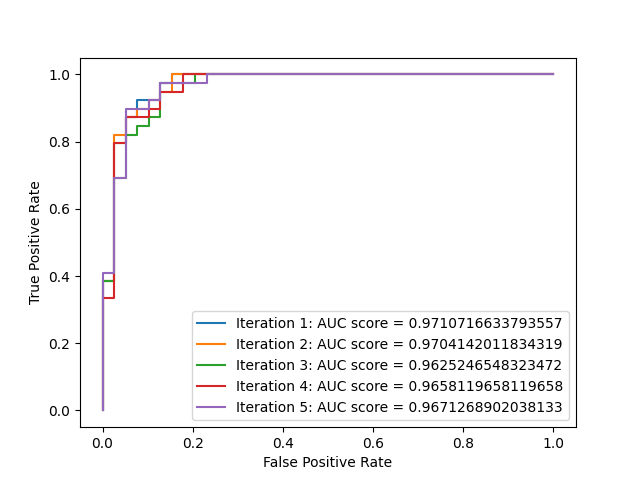 1.0
0.8
0.6
0.4
0.2
0.0
True Positive Rate
Iteration 1: AUC score = 0.9710716633793557
Iteration 2: AUC score = 0.9704142011834319
Iteration 3: AUC score = 0.9625246548323472
Iteration 4: AUC score = 0.9658119658119658
Iteration 5: AUC score = 0.9671268902038133
0.0 0.2 0.4 0.6 0.8 1.0
False Positive Rate